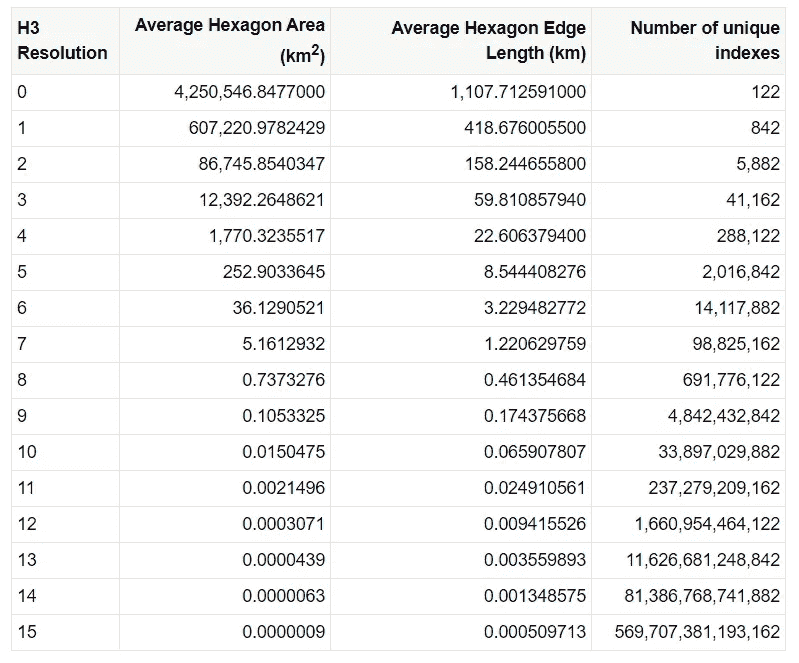 H3 Resolution Average Hexagon Area (km2) Average Hexagon Edge Length (km) Number of unique indexes
0 4,250,546.8477000 1,107.712591000 122
1 607,220.9782429 418.676005500 842
2 86,745.8540347 158.244655800 5,882
3 12,392.2648621 59.810857940 41,162
4 1,770.3235517 22.606379400 288,122
5 252.9033645 8.544408276 2,016,842
6 36.1290521 3.229482772 14,117,882
7 5.1612932 1.220629759 98,825,162
8 0.7373276 0.461354684 691,776,122
9 0.1053325 0.174375668 4,842,432,842
10 0.0150475 0.065907807 33,897,029,882
11 0.0021496 0.024910561 237,279,209,162
12 0.0003071 0.009415526 1,660,954,464,122
13 0.0000439 0.003559893 11,626,681,248,842
14 0.0000063 0.001348575 81,386,768,741,882
15 0.0000009 0.000509713 569,707,381,193,162